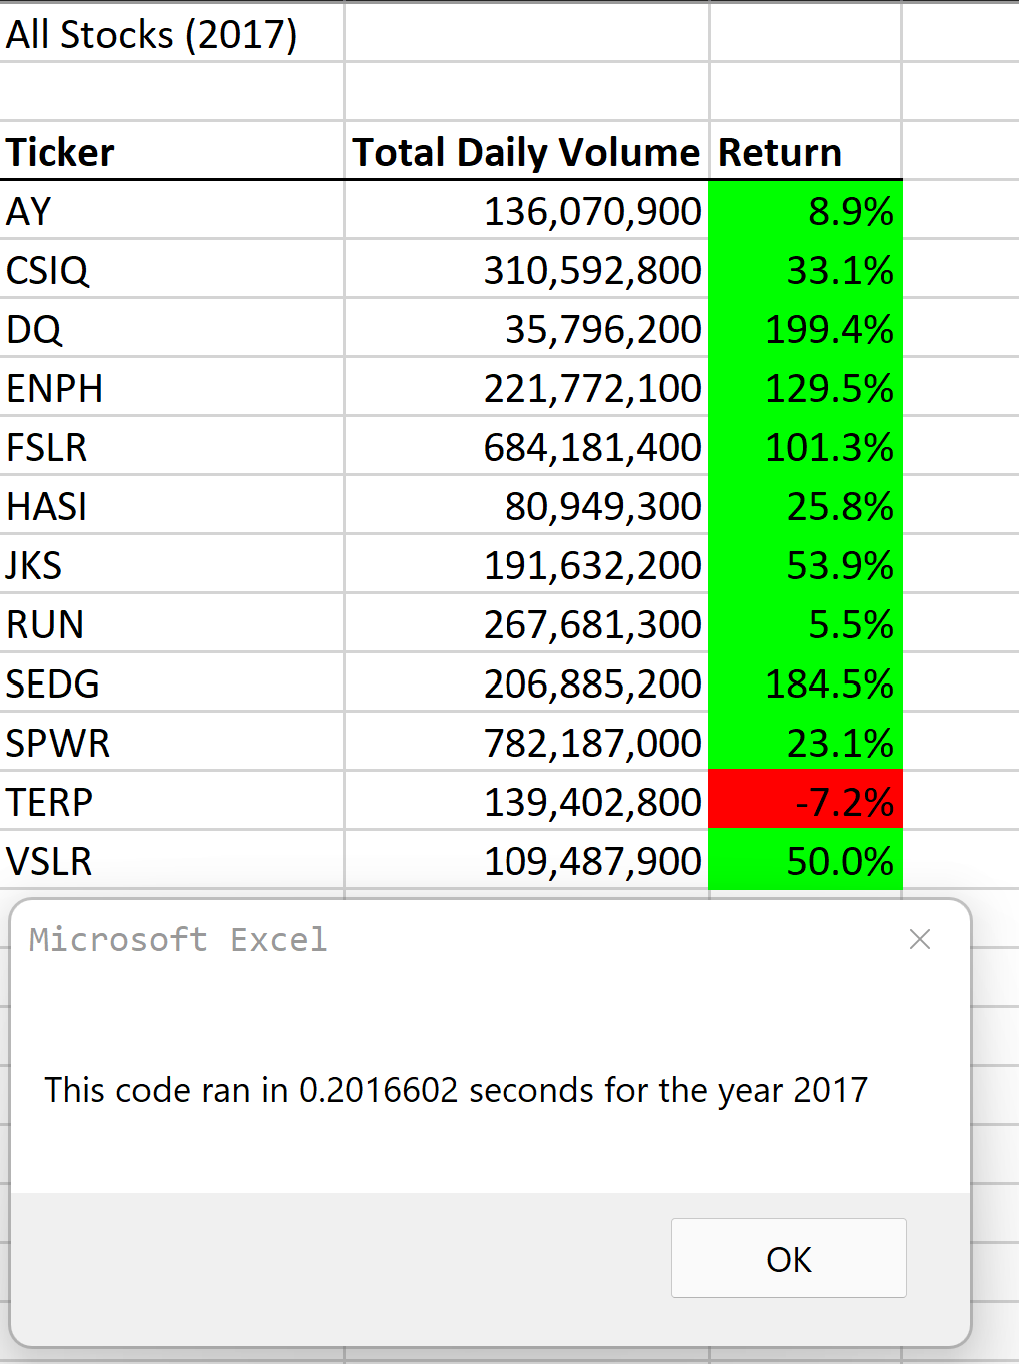 All Stocks (2017)
Ticker Total Daily Volume Return
AY 136,070,900 8.9%
CSIQ 310,592,800 33.1%
DQ 35,796,200 199.4%
ENPH 221,772,100 129.5%
FSLR 684,181,400 101.3%
HASI 80,949,300 25.8%
JKS 191,632,200 53.9%
RUN 267,681,300 5.5%
SEDG 206,885,200 184.5%
SPWR 782,187,000 23.1%
TERP 139,402,800 -7.2%
VSLR 109,487,900 50.0%
Microsoft Excel
This code ran in 0.2016602 seconds for the year 2017
OK